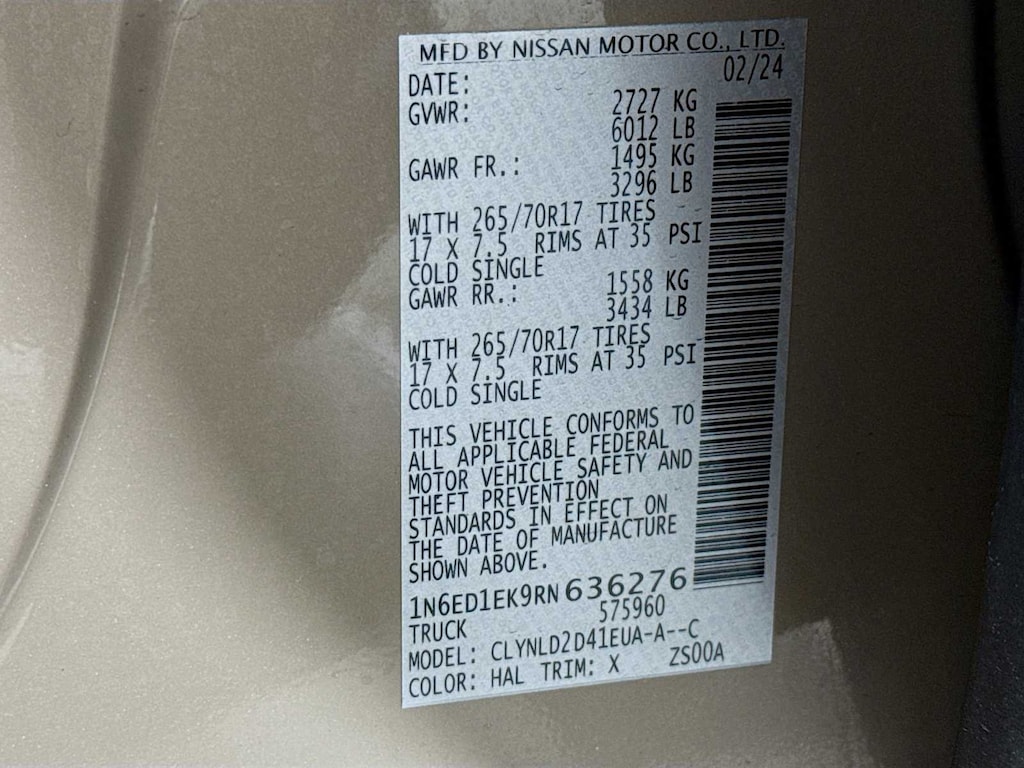 MFD BY NISSAN MOTOR CO., LTD.
DATE: 02/24
GVWR: 2727 KG
6012 LB
GAWR FR.: 1495 KG
3296 LB
WITH 265/70R17 TIRES
17 X 7.5 RIMS AT 35 PSI
COLD SINGLE
GAWR RR.: 1558 KG
3434 LB
WITH 265/70R17 TIRES
17 X 7.5 RIMS AT 35 PSI
COLD SINGLE
THIS VEHICLE CONFORMS TO
ALL APPLICABLE FEDERAL
MOTOR VEHICLE SAFETY AND
THEFT PREVENTION
STANDARDS IN EFFECT ON
THE DATE OF MANUFACTURE
SHOWN ABOVE.
1N6ED1EK9RN636276
TRUCK 575960
MODEL: CLYNLD2D41EUA-A--C
COLOR: HAL TRIM: X ZS00A